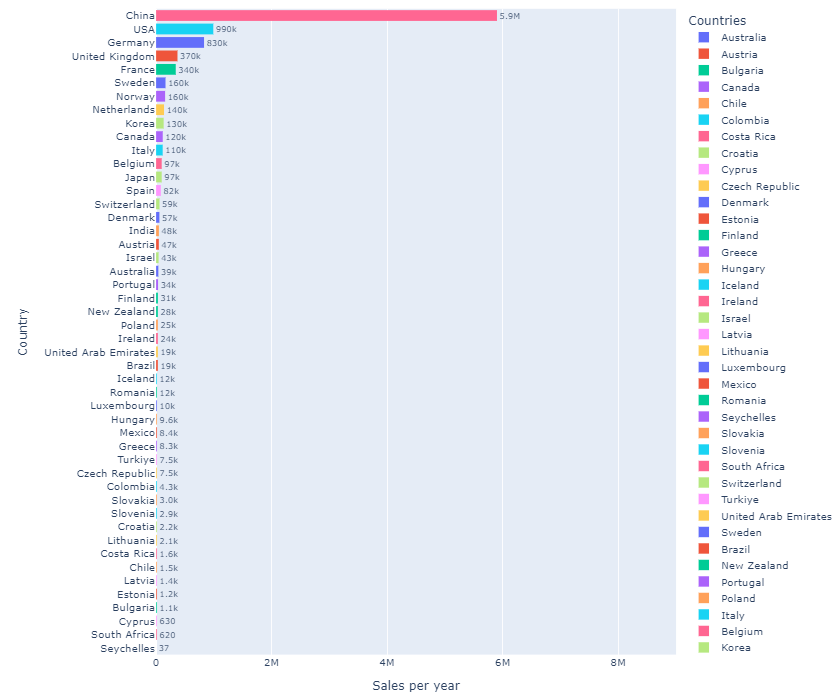 China 5.9M
USA 990k
Germany 830k
United Kingdom 370k
France 340k
Sweden 160k
Norway 160k
Netherlands 140k
Korea 130k
Canada 120k
Italy 110k
Belgium 97k
Japan 97k
Spain 82k
Switzerland 59k
Denmark 57k
India 48k
Austria 47k
Israel 43k
Australia 39k
Portugal 34k
Finland 31k
New Zealand 28k
Poland 25k
Ireland 24k
United Arab Emirates 19k
Brazil 19k
Iceland 12k
Romania 12k
Luxembourg 10k
Hungary 9.6k
Mexico 8.4k
Greece 8.3k
Turkiye 7.5k
Czech Republic 7.5k
Colombia 4.3k
Slovakia 3.0k
Slovenia 2.9k
Croatia 2.2k
Lithuania 2.1k
Costa Rica 1.6k
Chile 1.5k
Latvia 1.4k
Estonia 1.2k
Bulgaria 1.1k
Cyprus 630
South Africa 620
Seychelles 37
0 2M 4M 6M 8M
Sales per year
Country
Countries
Australia
Austria
Bulgaria
Canada
Chile
Colombia
Costa Rica
Croatia
Cyprus
Czech Republic
Denmark
Estonia
Finland
Greece
Hungary
Iceland
Ireland
Israel
Latvia
Lithuania
Luxembourg
Mexico
Romania
Seychelles
Slovakia
Slovenia
South Africa
Switzerland
Turkiye
United Arab Emirates
Sweden
Brazil
New Zealand
Portugal
Poland
Italy
Belgium
Korea